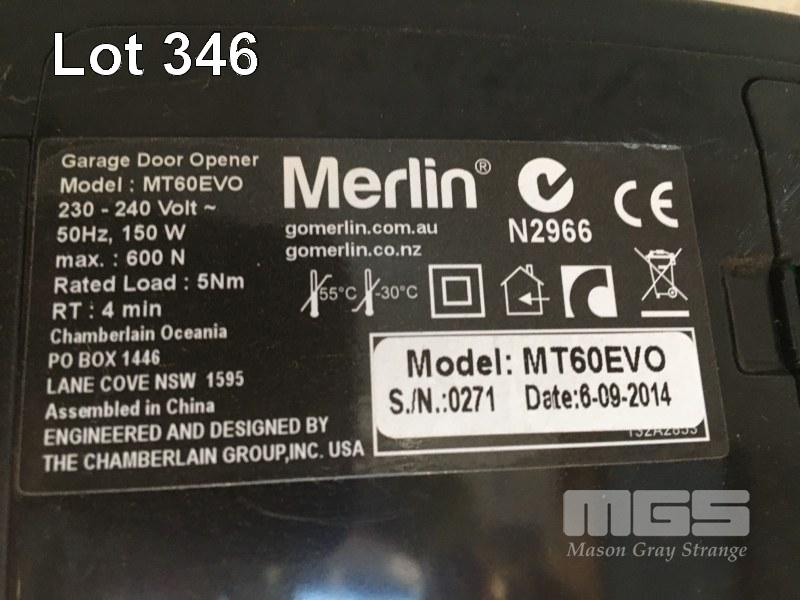 Lot 346
Garage Door Opener
Model : MT60EVO
230 - 240 Volt ~
50Hz, 150 W
max. : 600 N
Rated Load : 5Nm
RT : 4 min
Chamberlain Oceania
PO BOX 1446
LANE COVE NSW 1595
Assembled in China
ENGINEERED AND DESIGNED BY
THE CHAMBERLAIN GROUP,INC. USA
Merlin®
gomerlin.com.au
gomerlin.co.nz
N2966
CE
55°C -30°C
Model: MT60EVO
S./N.:0271 Date:6-09-2014
MGS
Mason Gray Strange